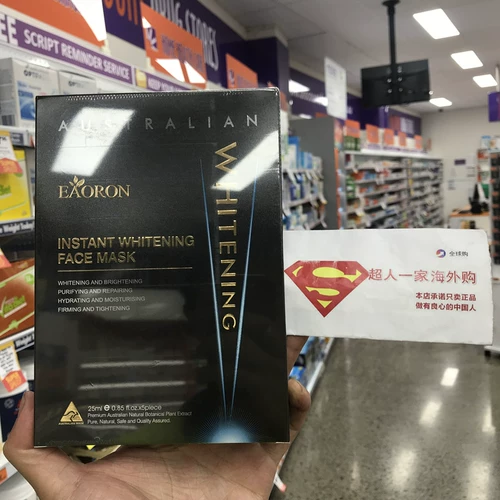 EE SCRIPT REMINDER SERVICE
STORES
AUSTRALIAN
EAORON
WHITENING
INSTANT WHITENING
FACE MASK
WHITENING AND BRIGHTENING
PURIFYING AND REPAIRING
HYDRATING AND MOISTURISING
FIRMING AND TIGHTENING
25ml ℮ 0.85 fl.oz.x5piece
Premium Australian Natural Botanical Plant Extract
Pure, Natural, Safe and Quality Assured.
全球购
S
超人一家海外购
本店承诺只卖正品
做有良心的中国人